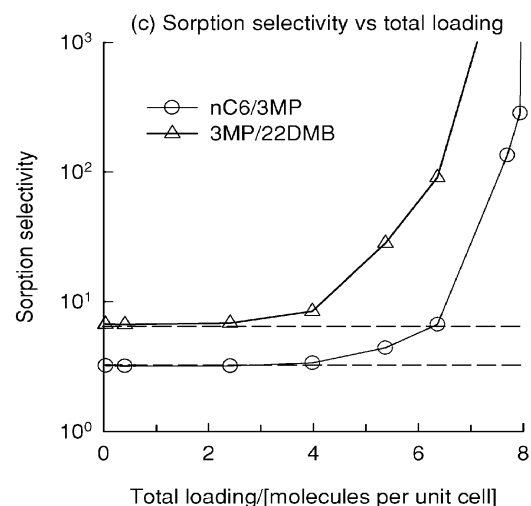 (c) Sorption selectivity vs total loading
10³
nC6/3MP
3MP/22DMB
10²
Sorption selectivity
10¹
10⁰
0 2 4 6 8
Total loading/[molecules per unit cell]